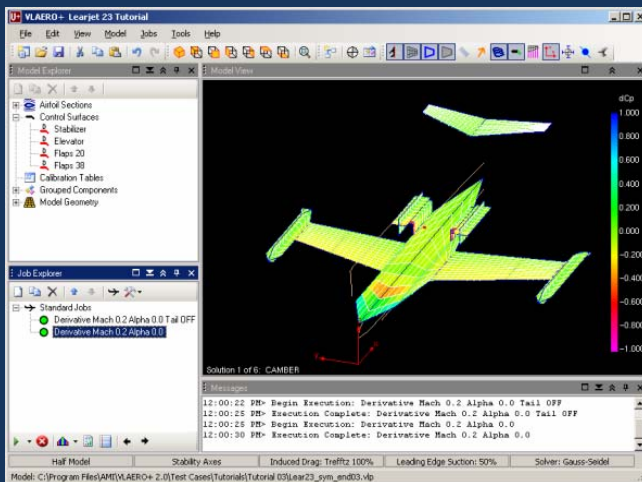 VLAERO+ Learjet 23 Tutorial
File Edit View Model Jobs Tools Help
Model Explorer
Airfoil Sections
Control Surfaces
Stabilizer
Elevator
Flaps 20
Flaps 38
Calibration Tables
Grouped Components
Model Geometry
Job Explorer
Standard Jobs
Derivative Mach 0.2 Alpha 0.0 Tail OFF
Derivative Mach 0.2 Alpha 0.0
Model View
dCp
1.000
0.800
0.600
0.400
0.200
0.000
-0.200
-0.400
-0.600
-0.800
-1.000
Solution 1 of 6: CAMBER
Messages
12:00:22 PM> Begin Execution: Derivative Mach 0.2 Alpha 0.0 Tail OFF
12:00:25 PM> Execution Complete: Derivative Mach 0.2 Alpha 0.0 Tail OFF
12:00:25 PM> Begin Execution: Derivative Mach 0.2 Alpha 0.0
12:00:30 PM> Execution Complete: Derivative Mach 0.2 Alpha 0.0
Half Model Stability Axes Induced Drag: Trefftz 100% Leading Edge Suction: 50% Solver: Gauss-Seidel
Model: C:\Program Files\AMI\VLAERO+ 2.0\Test Cases\Tutorials\Tutorial 03\Lear23_sym_end03.vlp